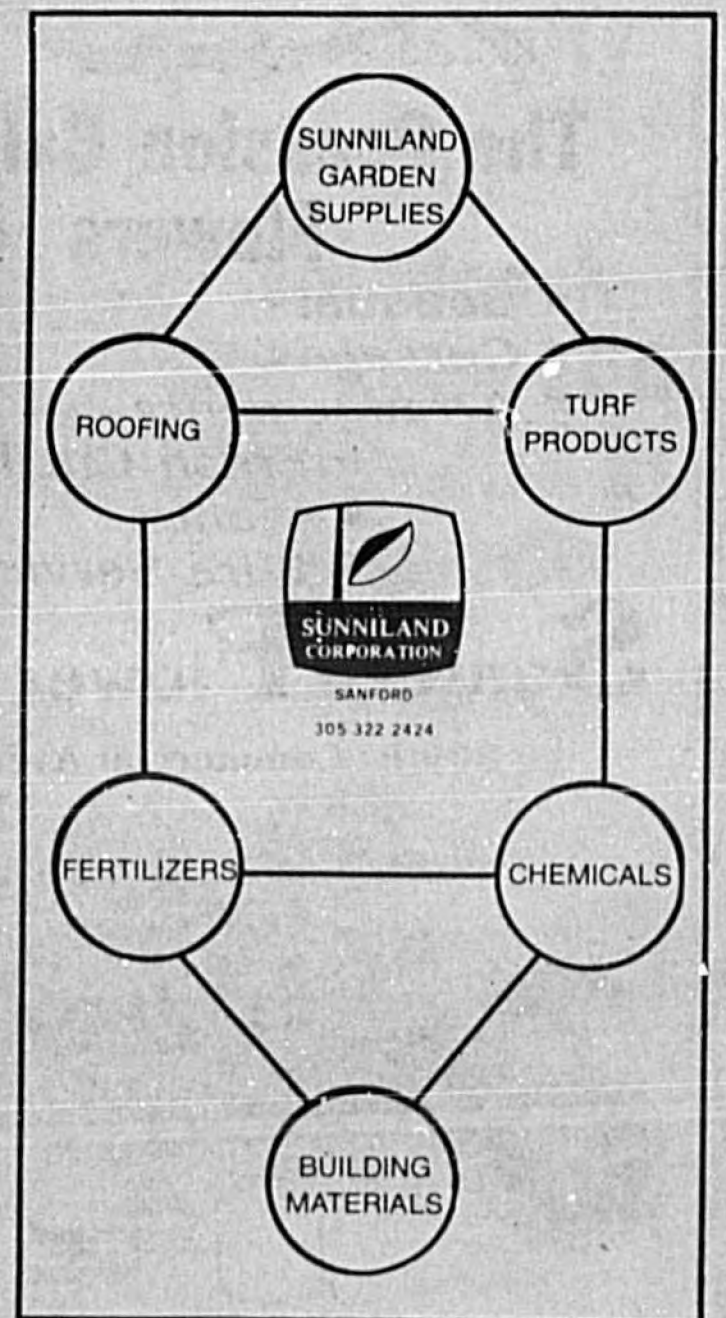 SUNNILAND
GARDEN
SUPPLIES
ROOFING
TURF
PRODUCTS
SUNNILAND
CORPORATION
SANFORD
305 322 2424
FERTILIZERS
CHEMICALS
BUILDING
MATERIALS